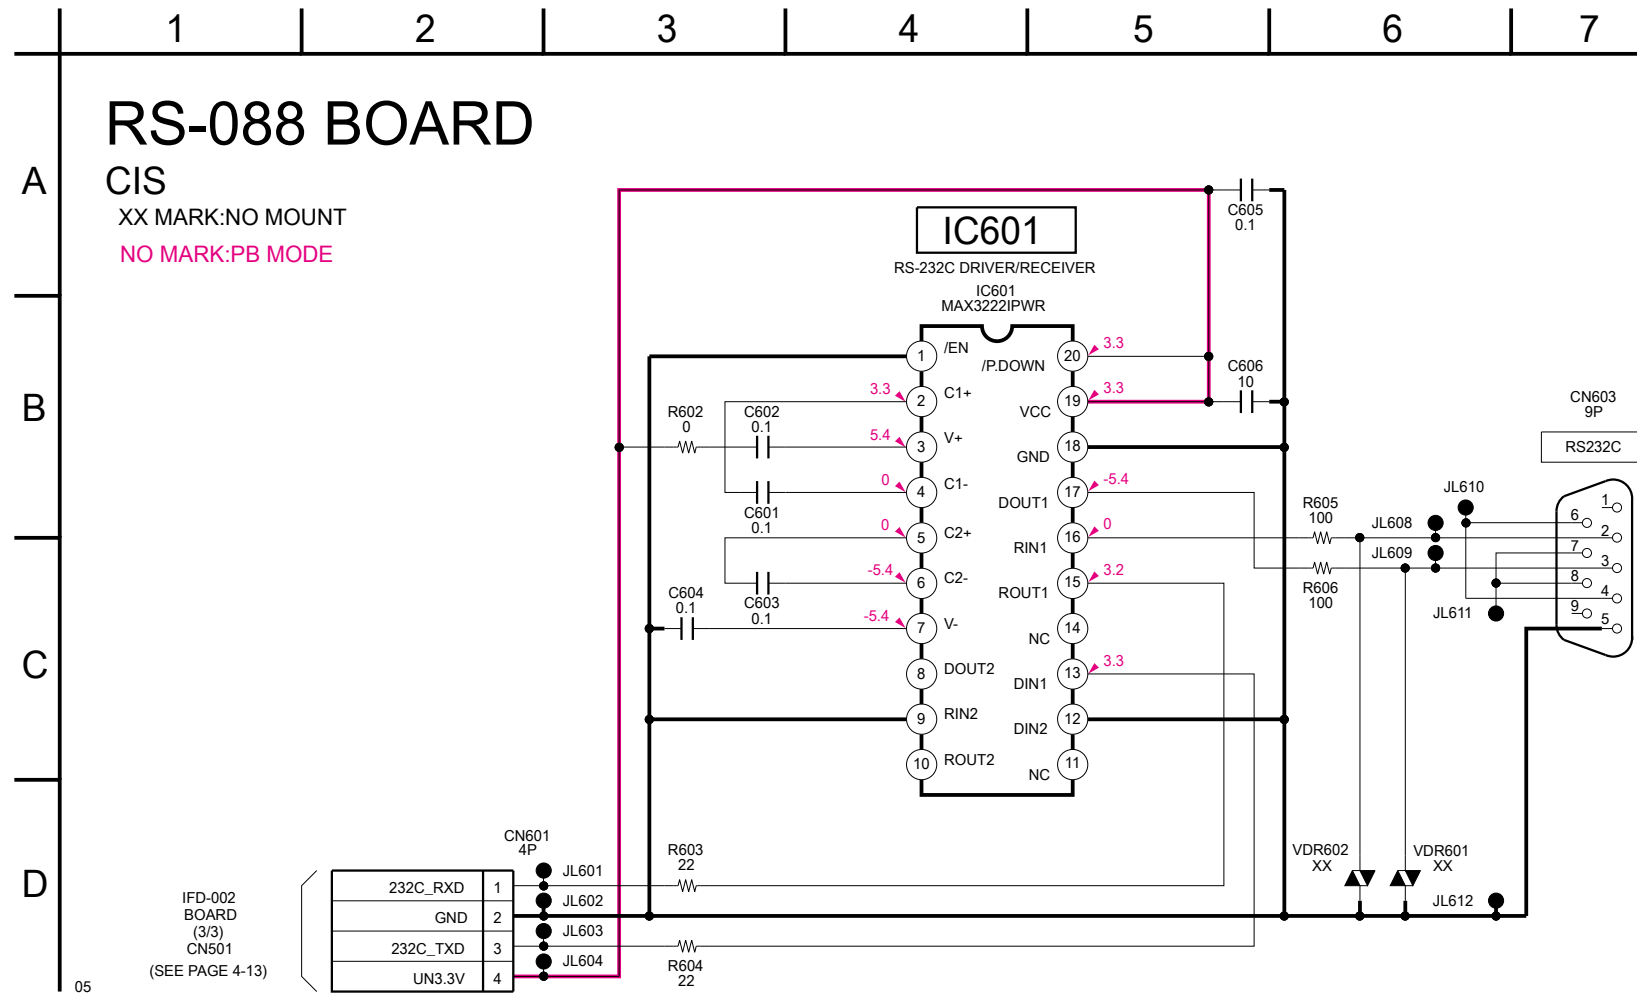 1 2 3 4 5 6 7
RS-088 BOARD
A
CIS
XX MARK:NO MOUNT
NO MARK:PB MODE
C605
0.1
IC601
RS-232C DRIVER/RECEIVER
IC601
MAX3222IPWR
B
1 /EN
/P.DOWN 20 3.3
3.3 2 C1+
VCC 19 3.3
C606
10
R602
0
C602
0.1
5.4 3 V+
GND 18
0 4 C1-
DOUT1 17 -5.4
C601
0.1
0 5 C2+
RIN1 16 0
-5.4 6 C2-
ROUT1 15 3.2
C603
0.1
C604
0.1
-5.4 7 V-
NC 14
8 DOUT2
DIN1 13 3.3
9 RIN2
DIN2 12
10 ROUT2
NC 11
CN603
9P
RS232C
R605
100
R606
100
JL608
JL609
JL610
JL611
1
6
2
7
3
8
4
9
5
C
D
IFD-002
BOARD
(3/3)
CN501
(SEE PAGE 4-13)
CN601
4P
232C_RXD 1
GND 2
232C_TXD 3
UN3.3V 4
JL601
JL602
JL603
JL604
R603
22
R604
22
VDR602
XX
VDR601
XX
JL612
05